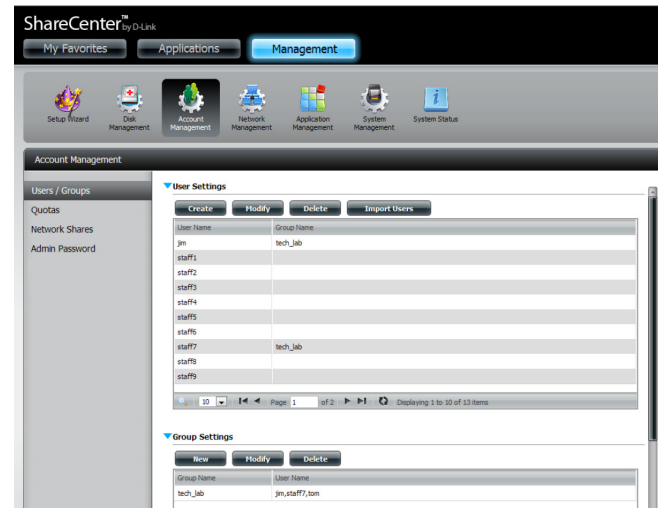 ShareCenter™ by D-Link
My Favorites Applications Management
Setup Wizard Disk Management Account Management Network Management Application Management System Management System Status
Account Management
Users / Groups
Quotas
Network Shares
Admin Password
User Settings
Create Modify Delete Import Users
User Name Group Name
jim tech_lab
staff1
staff2
staff3
staff4
staff5
staff6
staff7 tech_lab
staff8
staff9
10 Page 1 of 2 Displaying 1 to 10 of 13 items
Group Settings
New Modify Delete
Group Name User Name
tech_lab jim,staff7,tom